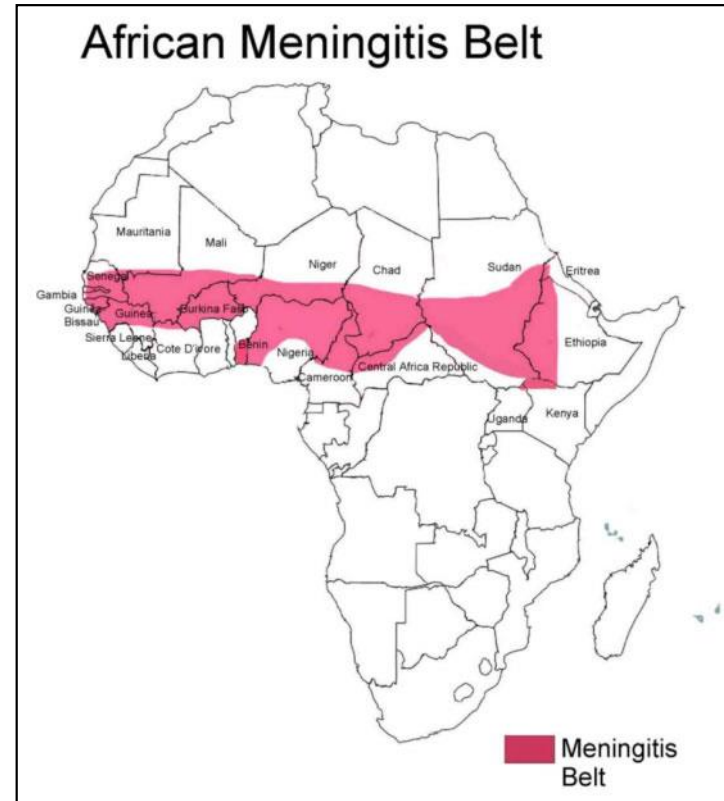 African Meningitis Belt
Mauritania
Mali
Niger
Chad
Sudan
Eritrea
Senegal
Gambia
Guinea
Bissau
Guinea
Burkina Faso
Sierra Leone
Liberia
Cote D'ivore
Benin
Nigeria
Cameroon
Central Africa Republic
Ethiopia
Uganda
Kenya
Meningitis
Belt